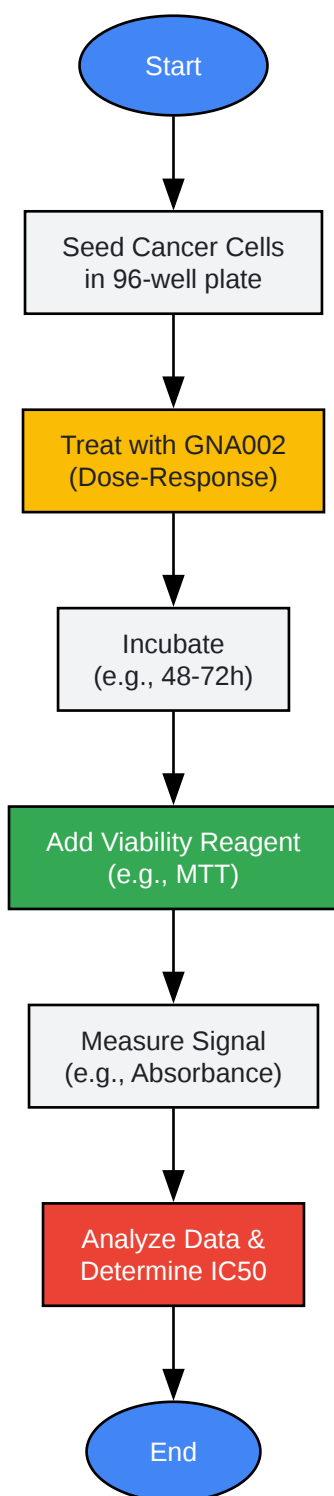 Start
Seed Cancer Cells
in 96-well plate
Treat with GNA002
(Dose-Response)
Incubate
(e.g., 48-72h)
Add Viability Reagent
(e.g., MTT)
Measure Signal
(e.g., Absorbance)
Analyze Data &
Determine IC50
End